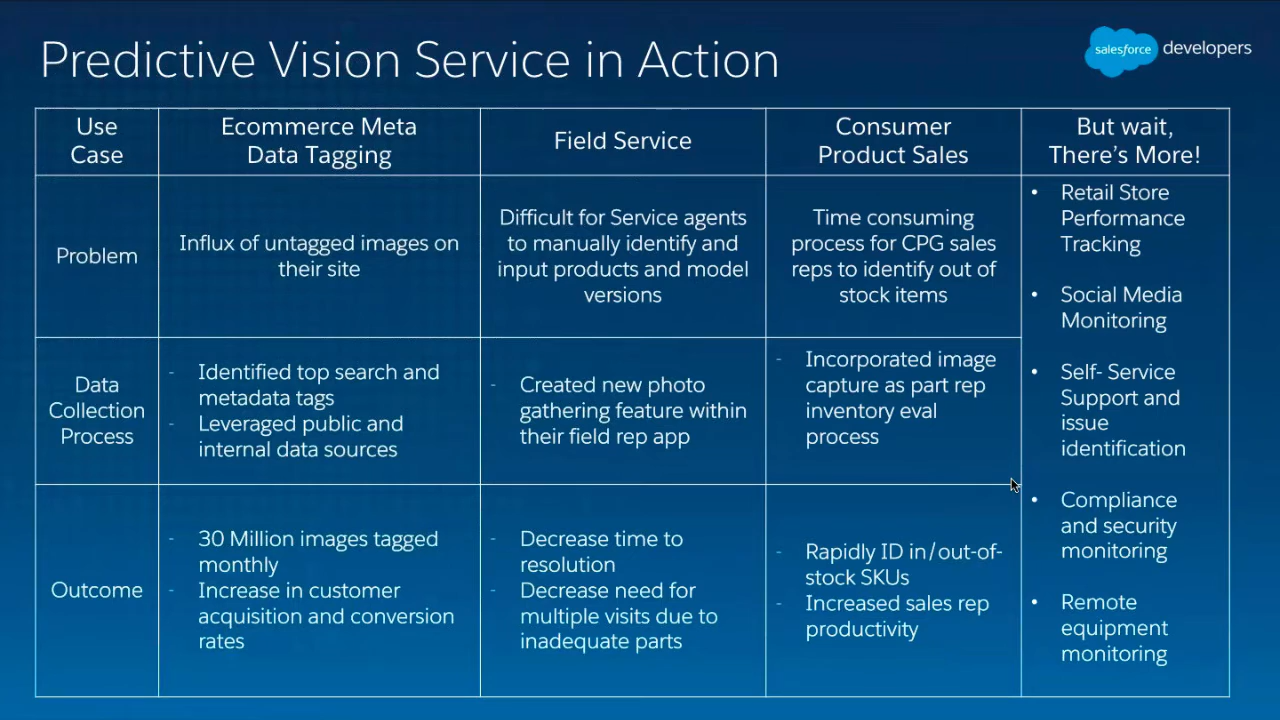 Predictive Vision Service in Action
salesforce developers
Use
Case
Ecommerce Meta
Data Tagging
Field Service
Consumer
Product Sales
But wait,
There's More!
Problem
Influx of untagged images on
their site
Difficult for Service agents
to manually identify and
input products and model
versions
Time consuming
process for CPG sales
reps to identify out of
stock items
• Retail Store
Performance
Tracking
• Social Media
Monitoring
• Self- Service
Support and
issue
identification
• Compliance
and security
monitoring
• Remote
equipment
monitoring
Data
Collection
Process
- Identified top search and
metadata tags
- Leveraged public and
internal data sources
- Created new photo
gathering feature within
their field rep app
- Incorporated image
capture as part rep
inventory eval
process
Outcome
- 30 Million images tagged
monthly
- Increase in customer
acquisition and conversion
rates
- Decrease time to
resolution
- Decrease need for
multiple visits due to
inadequate parts
- Rapidly ID in/out-of-
stock SKUs
- Increased sales rep
productivity